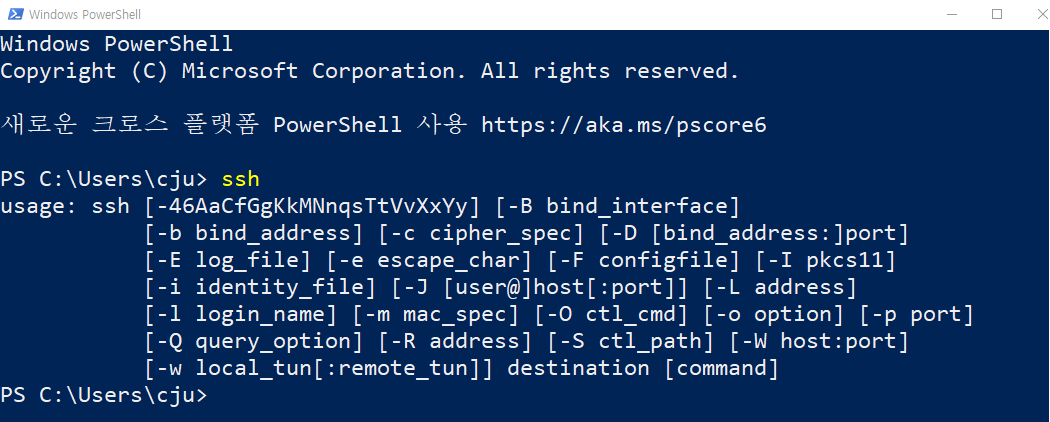 Windows PowerShell
Windows PowerShell
Copyright (C) Microsoft Corporation. All rights reserved.
새로운 크로스 플랫폼 PowerShell 사용 https://aka.ms/pscore6
PS C:\Users\cju> ssh
usage: ssh [-46AaCfGgKkMNnqsTtVvXxYy] [-B bind_interface]
           [-b bind_address] [-c cipher_spec] [-D [bind_address:]port]
           [-E log_file] [-e escape_char] [-F configfile] [-I pkcs11]
           [-i identity_file] [-J [user@]host[:port]] [-L address]
           [-l login_name] [-m mac_spec] [-O ctl_cmd] [-o option] [-p port]
           [-Q query_option] [-R address] [-S ctl_path] [-W host:port]
           [-w local_tun[:remote_tun]] destination [command]
PS C:\Users\cju>